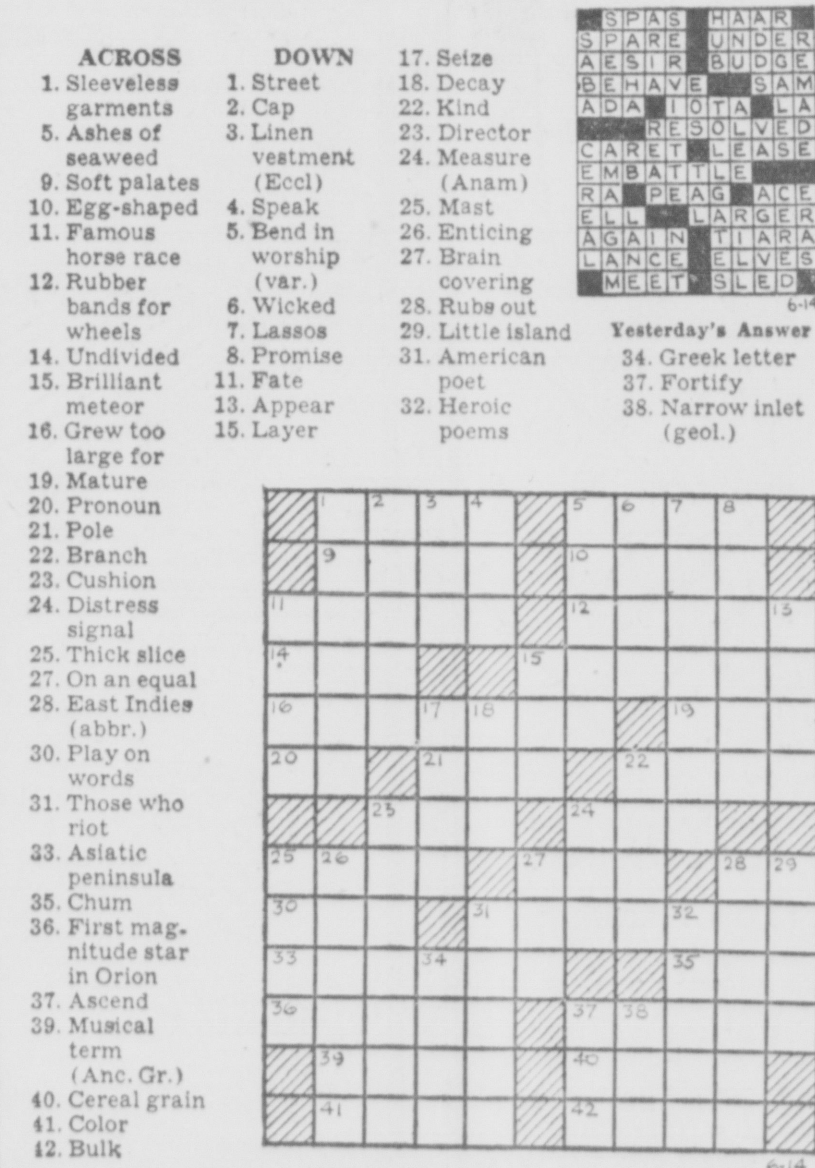 ACROSS
1. Sleeveless
garments
5. Ashes of
seaweed
9. Soft palates
10. Egg-shaped
11. Famous
horse race
12. Rubber
bands for
wheels
14. Undivided
15. Brilliant
meteor
16. Grew too
large for
19. Mature
20. Pronoun
21. Pole
22. Branch
23. Cushion
24. Distress
signal
25. Thick slice
27. On an equal
28. East Indies
(abbr.)
30. Play on
words
31. Those who
riot
33. Asiatic
peninsula
35. Chum
36. First mag-
nitude star
in Orion
37. Ascend
39. Musical
term
(Anc. Gr.)
40. Cereal grain
41. Color
42. Bulk
DOWN
1. Street
2. Cap
3. Linen
vestment
(Eccl)
4. Speak
5. Bend in
worship
(var.)
6. Wicked
7. Lassos
8. Promise
11. Fate
13. Appear
15. Layer
17. Seize
18. Decay
22. Kind
23. Director
24. Measure
(Anam)
25. Mast
26. Enticing
27. Brain
covering
28. Rubs out
29. Little island
31. American
poet
32. Heroic
poems
SPAS HAAR
SPARE UNDER
AESIR BUDGE
BEHAVE SAM
ADA IOTA LA
RESOLVED
CARET LEASE
EMBATTLE
RA PEAG ACE
ELL LARGER
AGAIN TIARA
LANCE ELVES
MEET SLED
6-14
Yesterday's Answer
34. Greek letter
37. Fortify
38. Narrow inlet
(geol.)
1 2 3 4 5 6 7 8
9 10
11 12 13
14 15
16 17 18 19
20 21 22
23 24
25 26 27 28 29
30 31 32
33 34 35
36 37 38
39 40
41 42
6-14